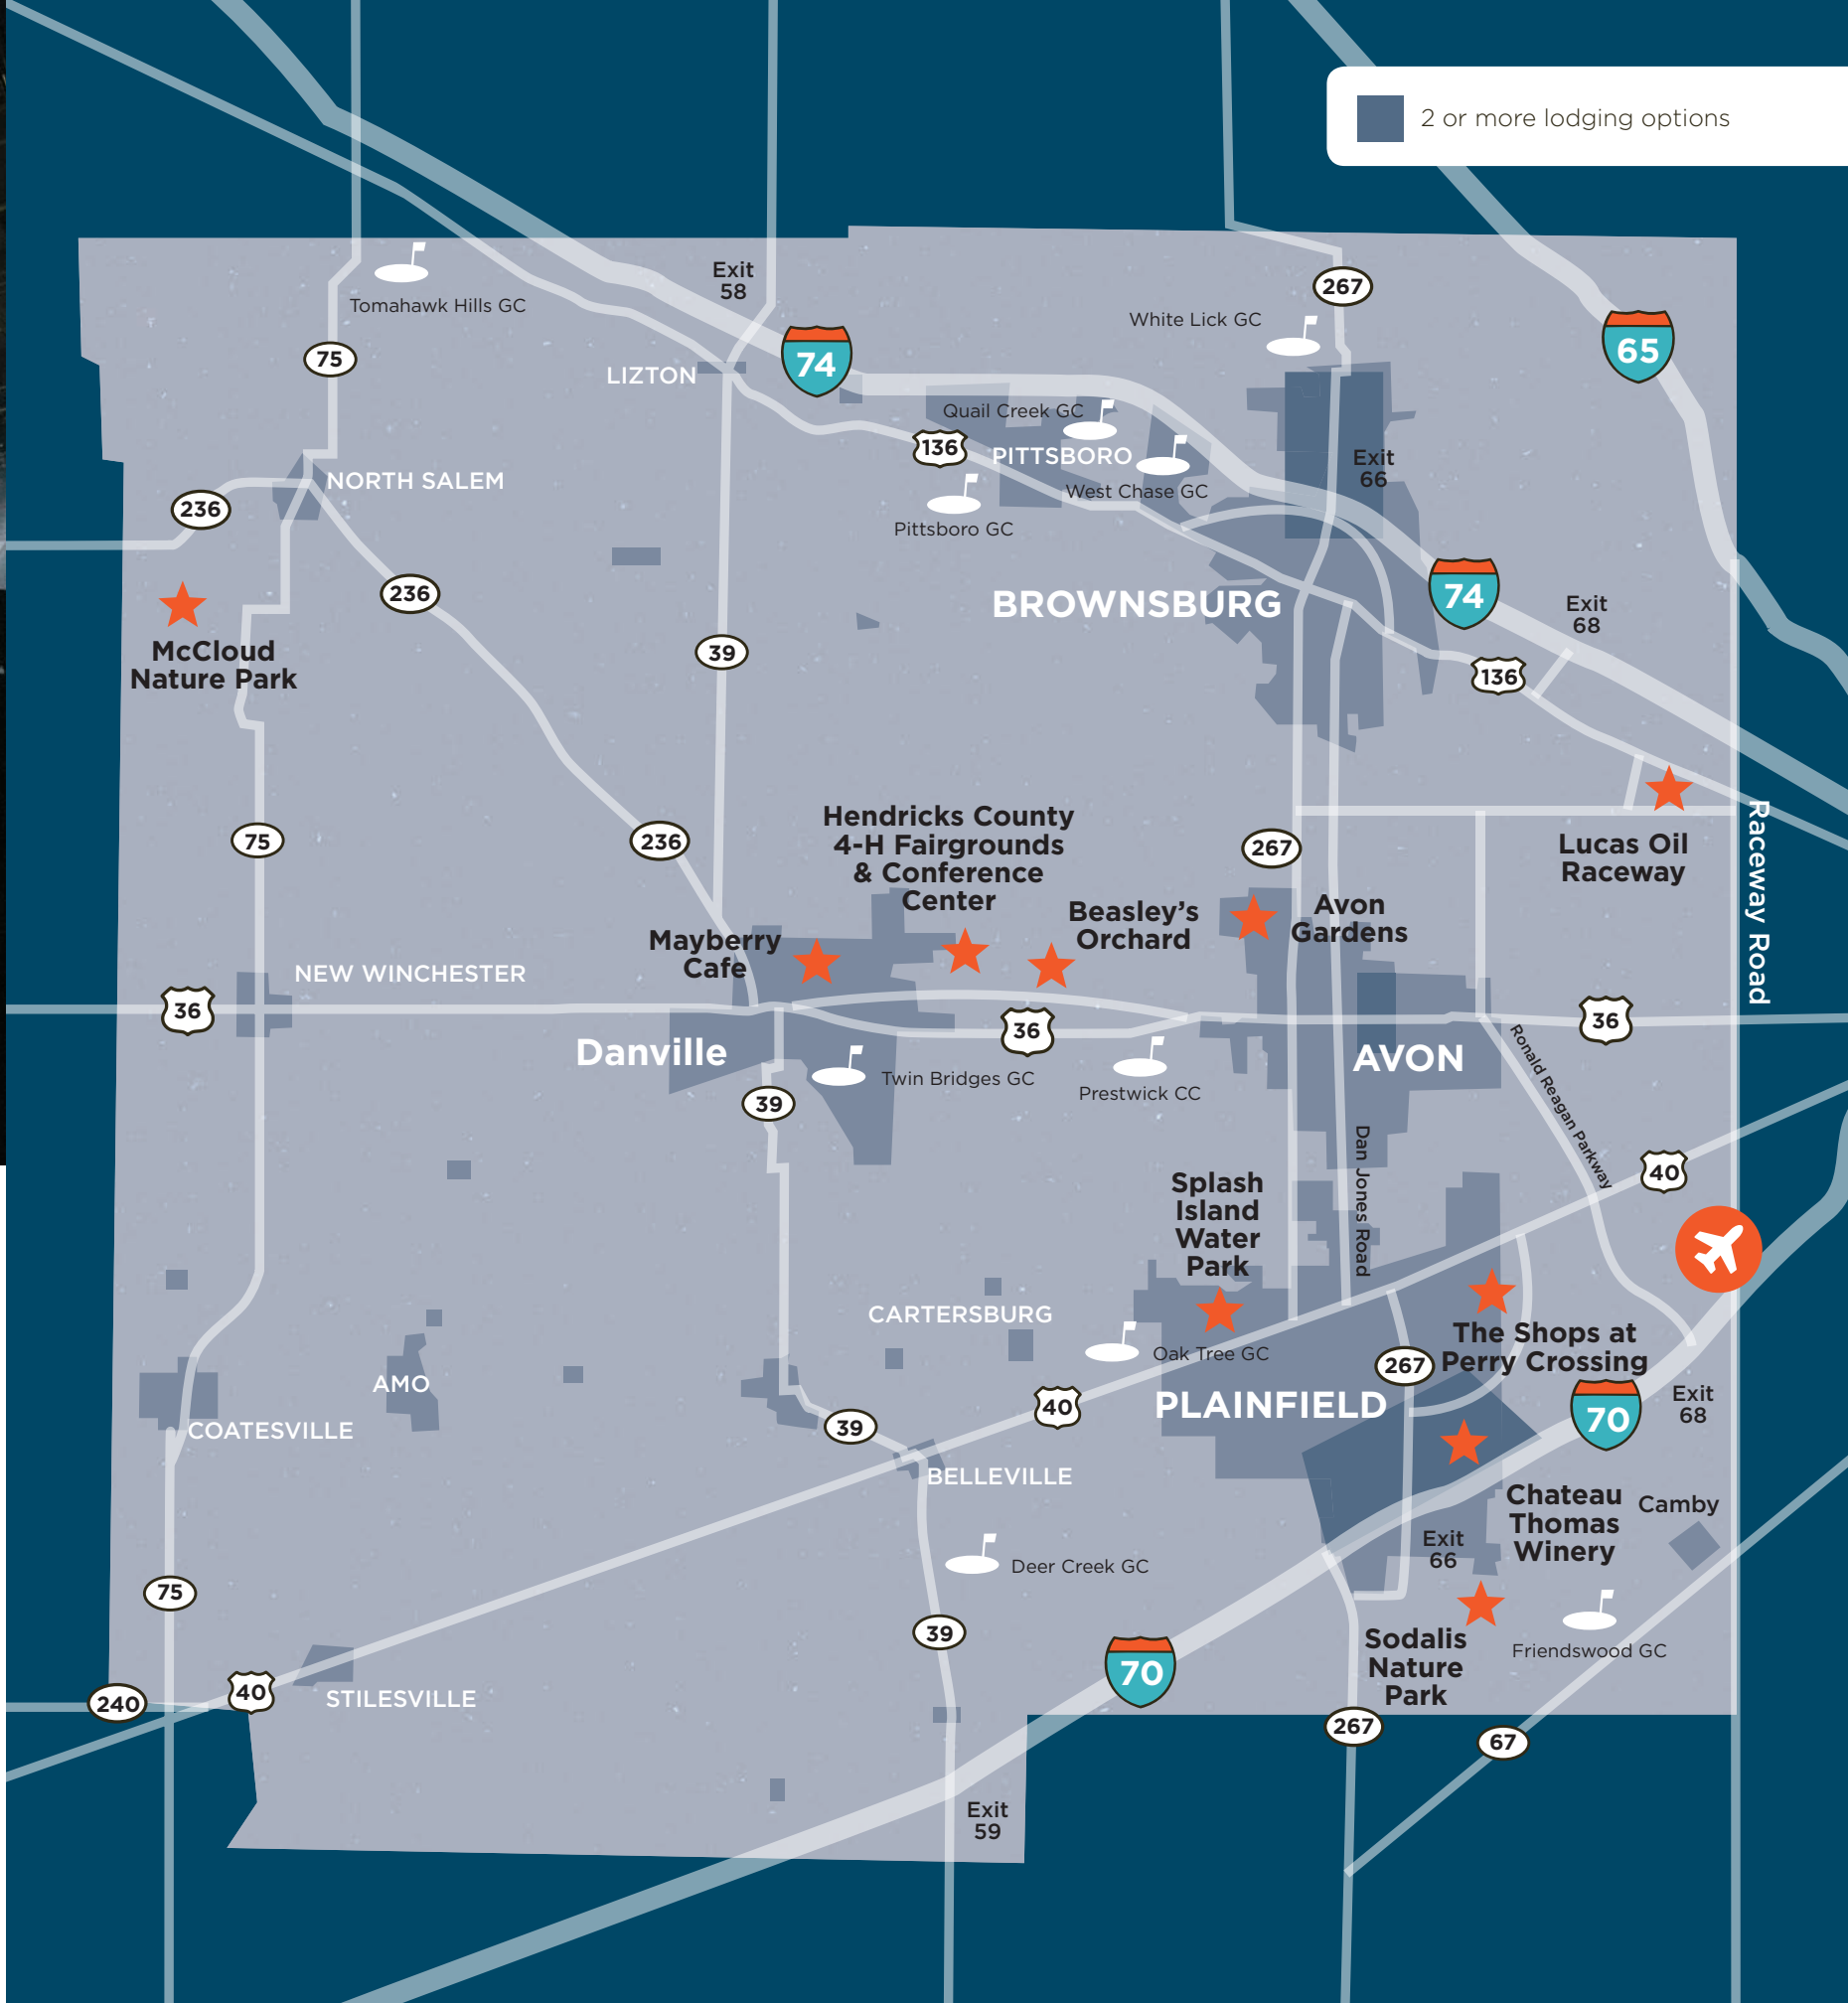 2 or more lodging options
Exit
58
267
Tomahawk Hills GC
White Lick GC
75
74
65
LIZTON
Quail Creek GC
136
PITTSBORO
Exit
66
NORTH SALEM
West Chase GC
236
Pittsboro GC
236
BROWNSBURG
74
Exit
68
McCloud
Nature Park
39
136
Hendricks County
4-H Fairgrounds
& Conference
Center
75
236
267
Lucas Oil
Raceway
Raceway Road
Beasley’s
Orchard
Avon
Gardens
Mayberry
Cafe
NEW WINCHESTER
36
36
36
Danville
AVON
Twin Bridges GC
Prestwick CC
Ronald Reagan Parkway
39
Dan Jones Road
40
Splash
Island
Water
Park
CARTERSBURG
Oak Tree GC
The Shops at
Perry Crossing
267
AMO
COATESVILLE
39
40
PLAINFIELD
70
Exit
68
BELLEVILLE
Chateau
Thomas
Winery
Camby
Exit
66
Deer Creek GC
75
39
Sodalis
Nature
Park
Friendswood GC
70
240
40
STILESVILLE
267
67
Exit
59